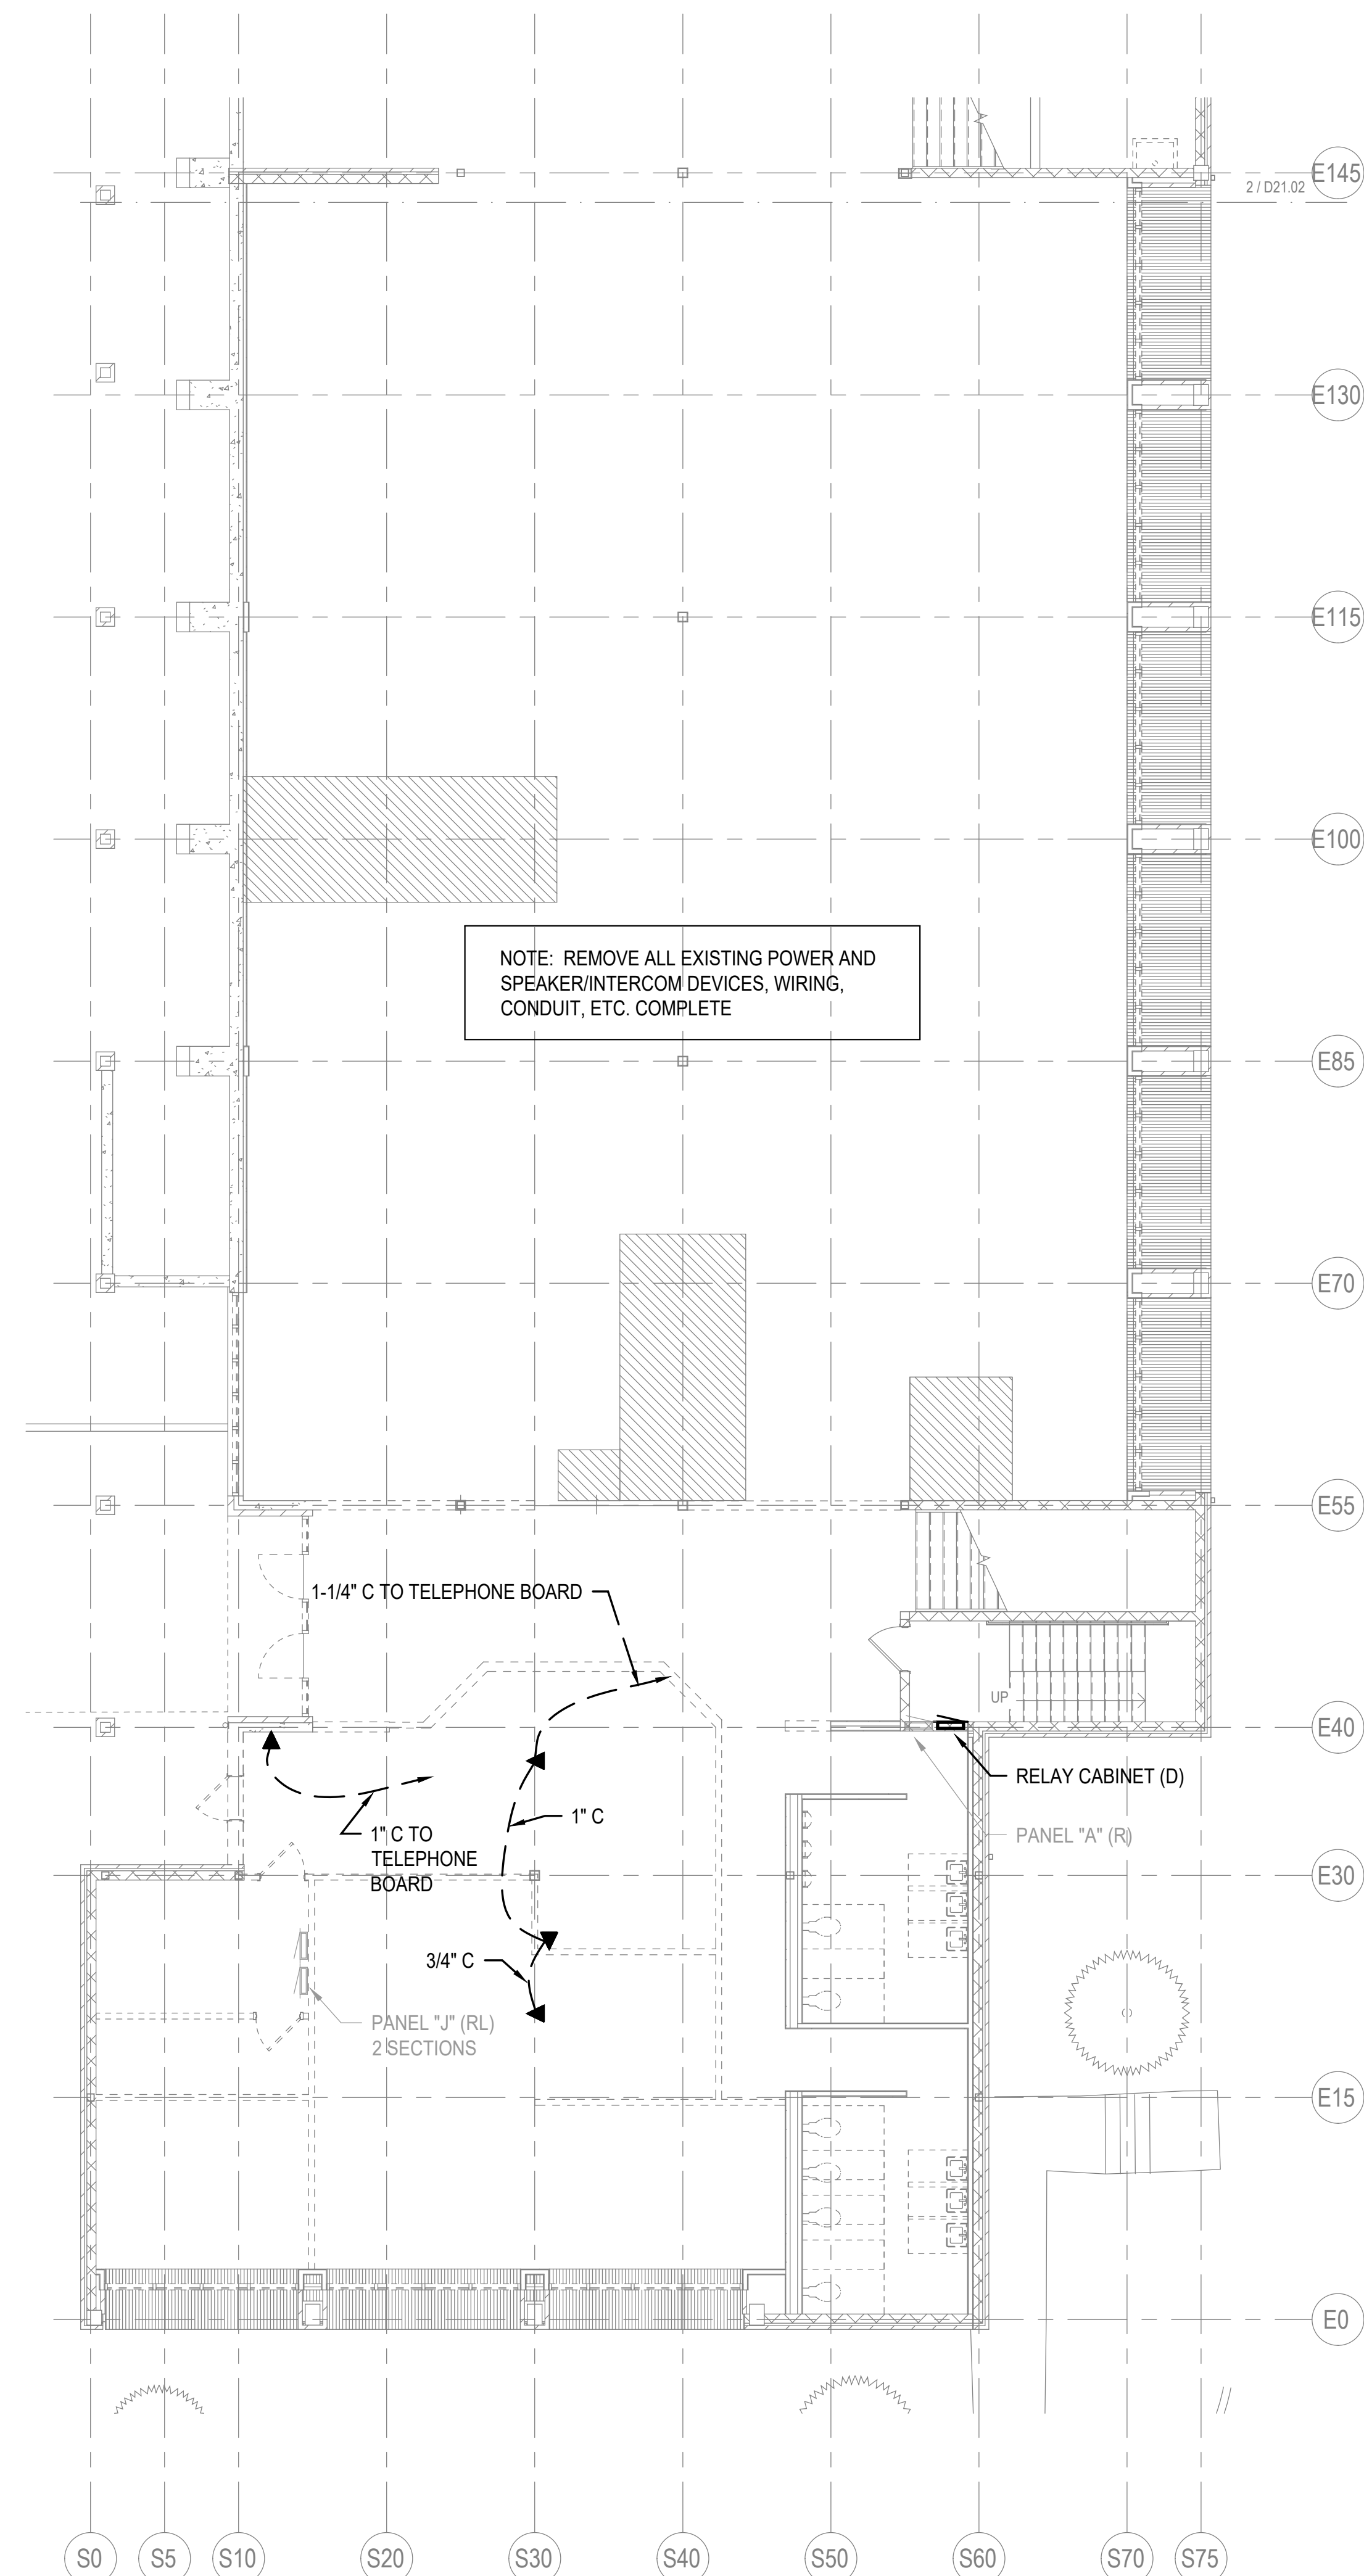 E145
2 / D21.02
E130
E115
E100
NOTE: REMOVE ALL EXISTING POWER AND
SPEAKER/INTERCOM DEVICES, WIRING,
CONDUIT, ETC. COMPLETE
E85
E70
E55
1-1/4" C TO TELEPHONE BOARD
UP
E40
RELAY CABINET (D)
1" C
1" C TO
TELEPHONE
BOARD
PANEL "A" (R)
E30
3/4" C
PANEL "J" (RL)
2 SECTIONS
E15
E0
S0 S5 S10 S20 S30 S40 S50 S60 S70 S75